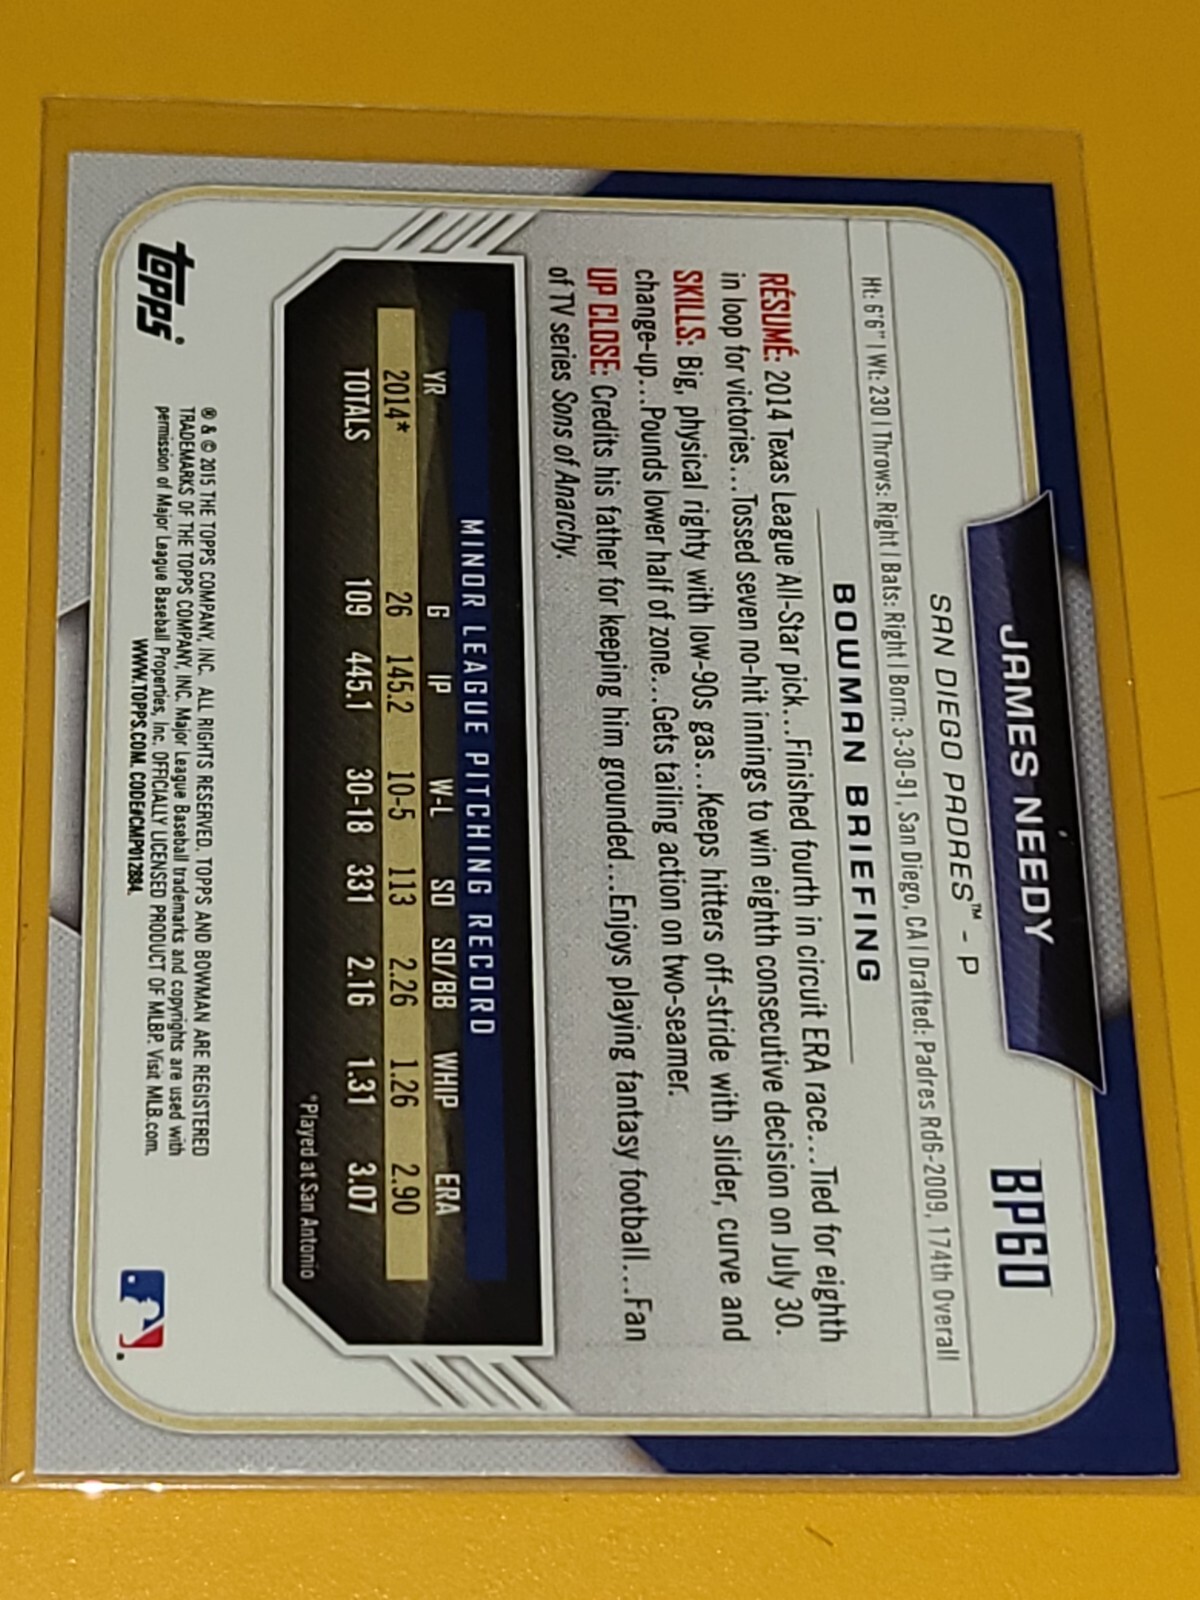 JAMES NEEDY
BP60
SAN DIEGO PADRES™ - P
Ht: 6'6" | Wt: 230 | Throws: Right | Bats: Right | Born: 3-30-91, San Diego, CA | Drafted: Padres Rd6-2009, 174th Overall
BOWMAN BRIEFING
RÉSUMÉ: 2014 Texas League All-Star pick...Finished fourth in circuit ERA race...Tied for eighth
in loop for victories...Tossed seven no-hit innings to win eighth consecutive decision on July 30.
SKILLS: Big, physical righty with low-90s gas...Keeps hitters off-stride with slider, curve and
change-up...Pounds lower half of zone...Gets tailing action on two-seamer.
UP CLOSE: Credits his father for keeping him grounded...Enjoys playing fantasy football...Fan
of TV series Sons of Anarchy.
MINOR LEAGUE PITCHING RECORD
YR G IP W-L SO SO/BB WHIP ERA
2014* 26 145.2 10-5 113 2.26 1.26 2.90
TOTALS 109 445.1 30-18 331 2.16 1.31 3.07
*Played at San Antonio
topps
® & © 2015 THE TOPPS COMPANY, INC. ALL RIGHTS RESERVED. TOPPS AND BOWMAN ARE REGISTERED
TRADEMARKS OF THE TOPPS COMPANY, INC. Major League Baseball trademarks and copyrights are used with
permission of Major League Baseball Properties, Inc. OFFICIALLY LICENSED PRODUCT OF MLBP. Visit MLB.com.
WWW.TOPPS.COM. CODE#CMP012884.